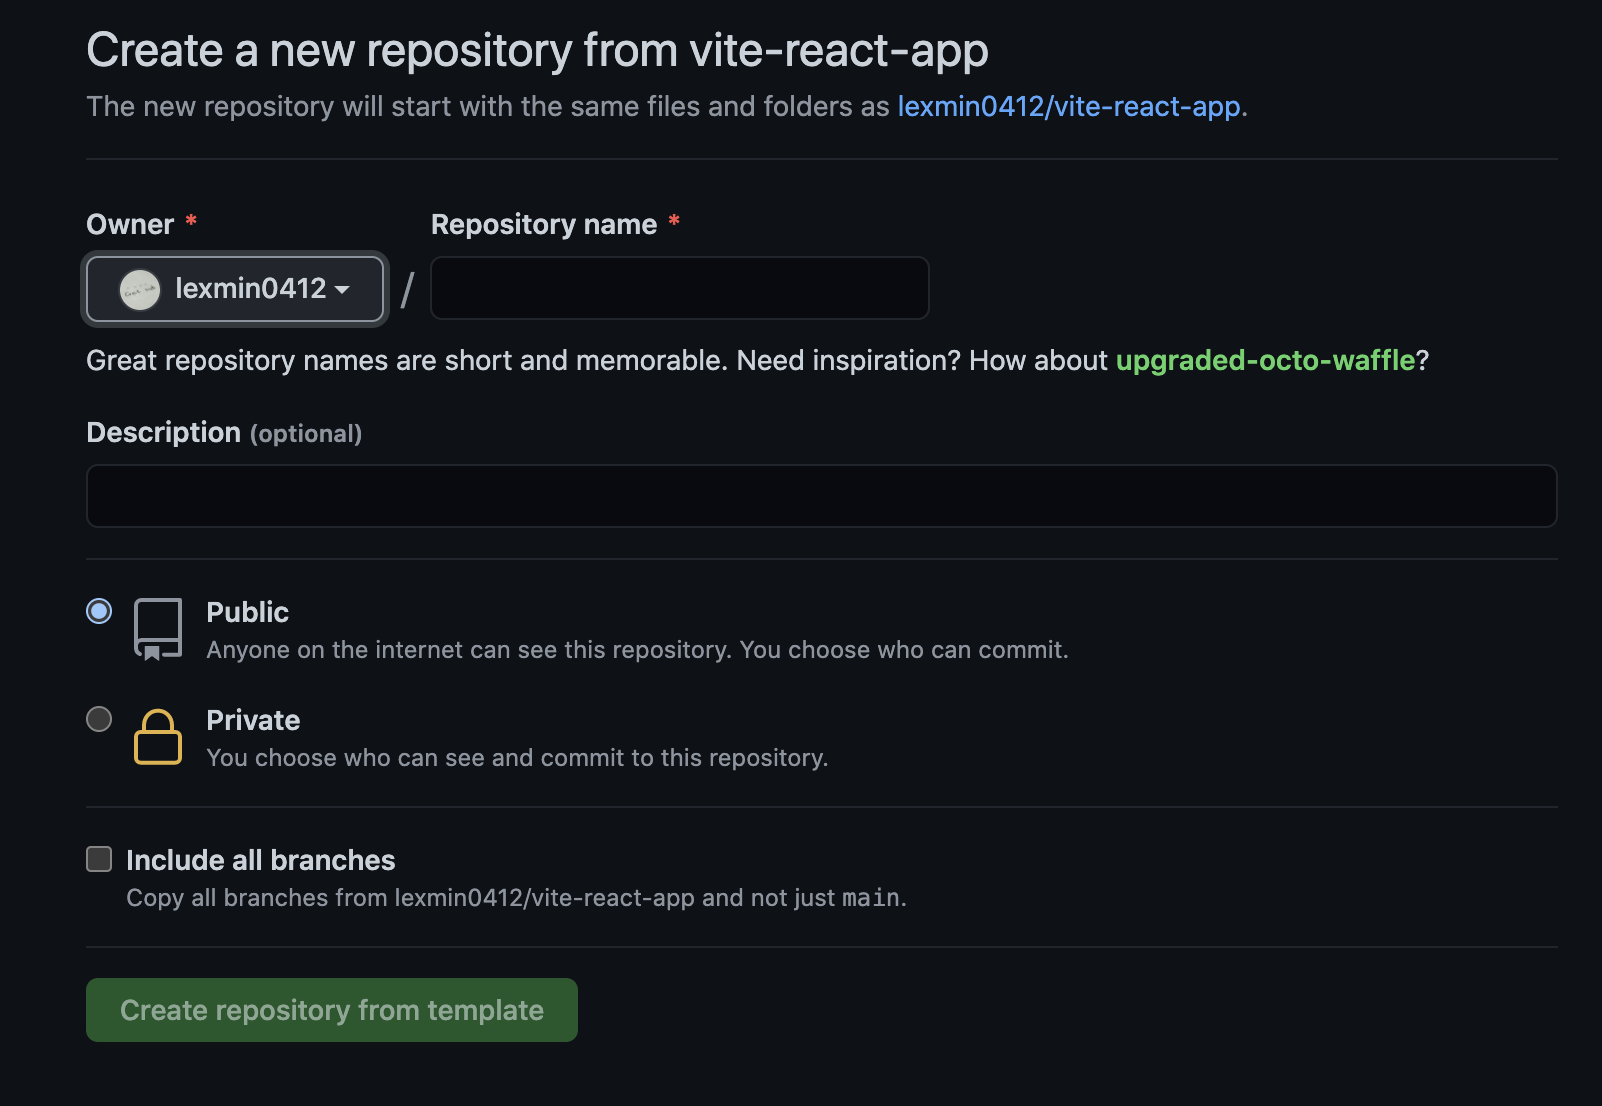 Create a new repository from vite-react-app
The new repository will start with the same files and folders as lexmin0412/vite-react-app.
Owner * Repository name *
lexmin0412 /
Great repository names are short and memorable. Need inspiration? How about upgraded-octo-waffle?
Description (optional)
Public
Anyone on the internet can see this repository. You choose who can commit.
Private
You choose who can see and commit to this repository.
Include all branches
Copy all branches from lexmin0412/vite-react-app and not just main.
Create repository from template